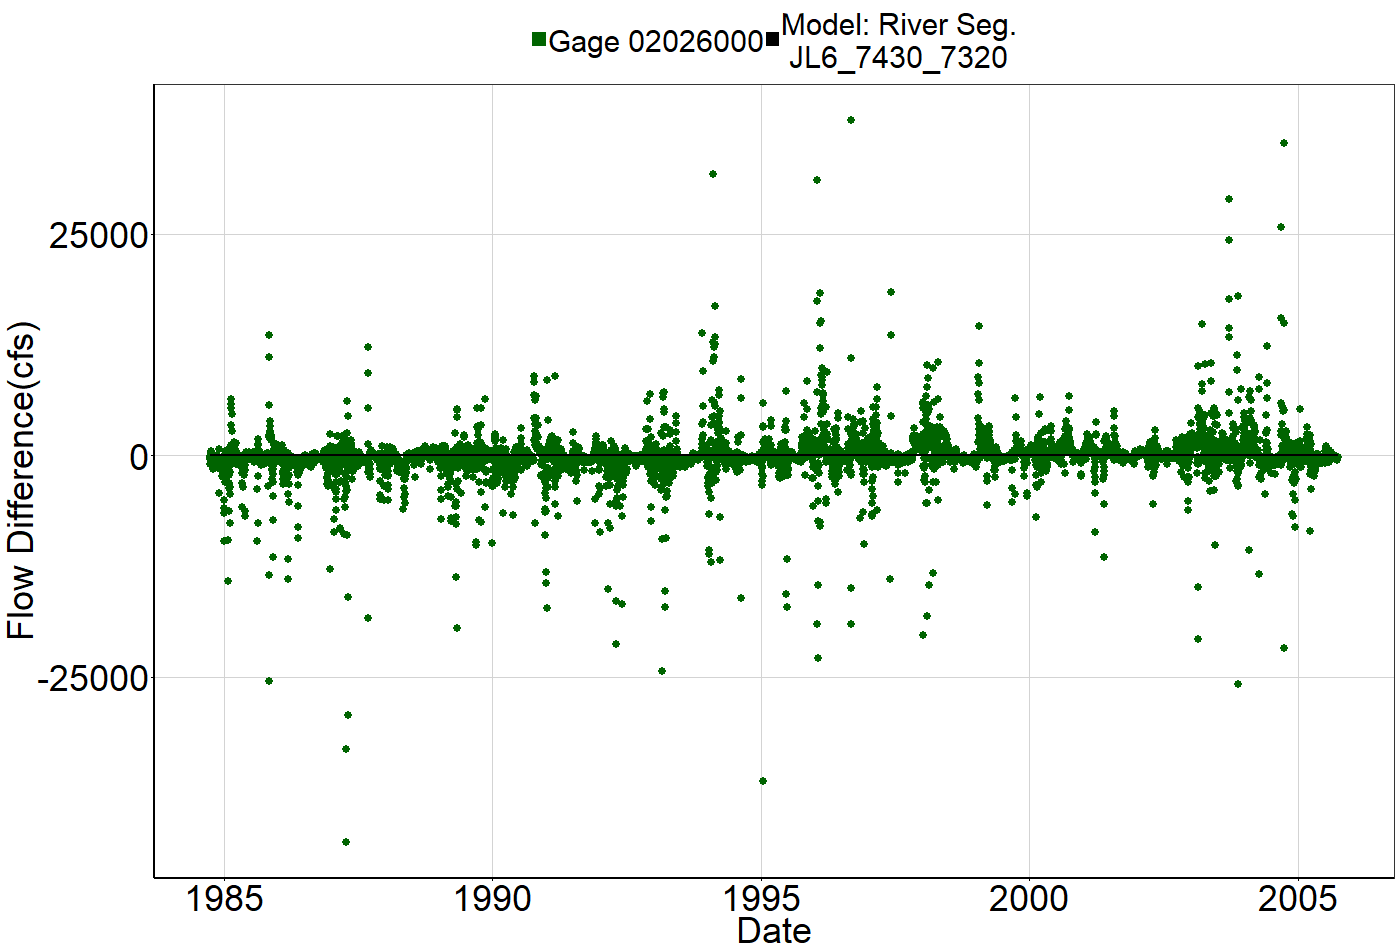 Gage 02026000
Model: River Seg.
JL6_7430_7320
Flow Difference(cfs)
25000
0
-25000
1985 1990 1995 2000 2005
Date